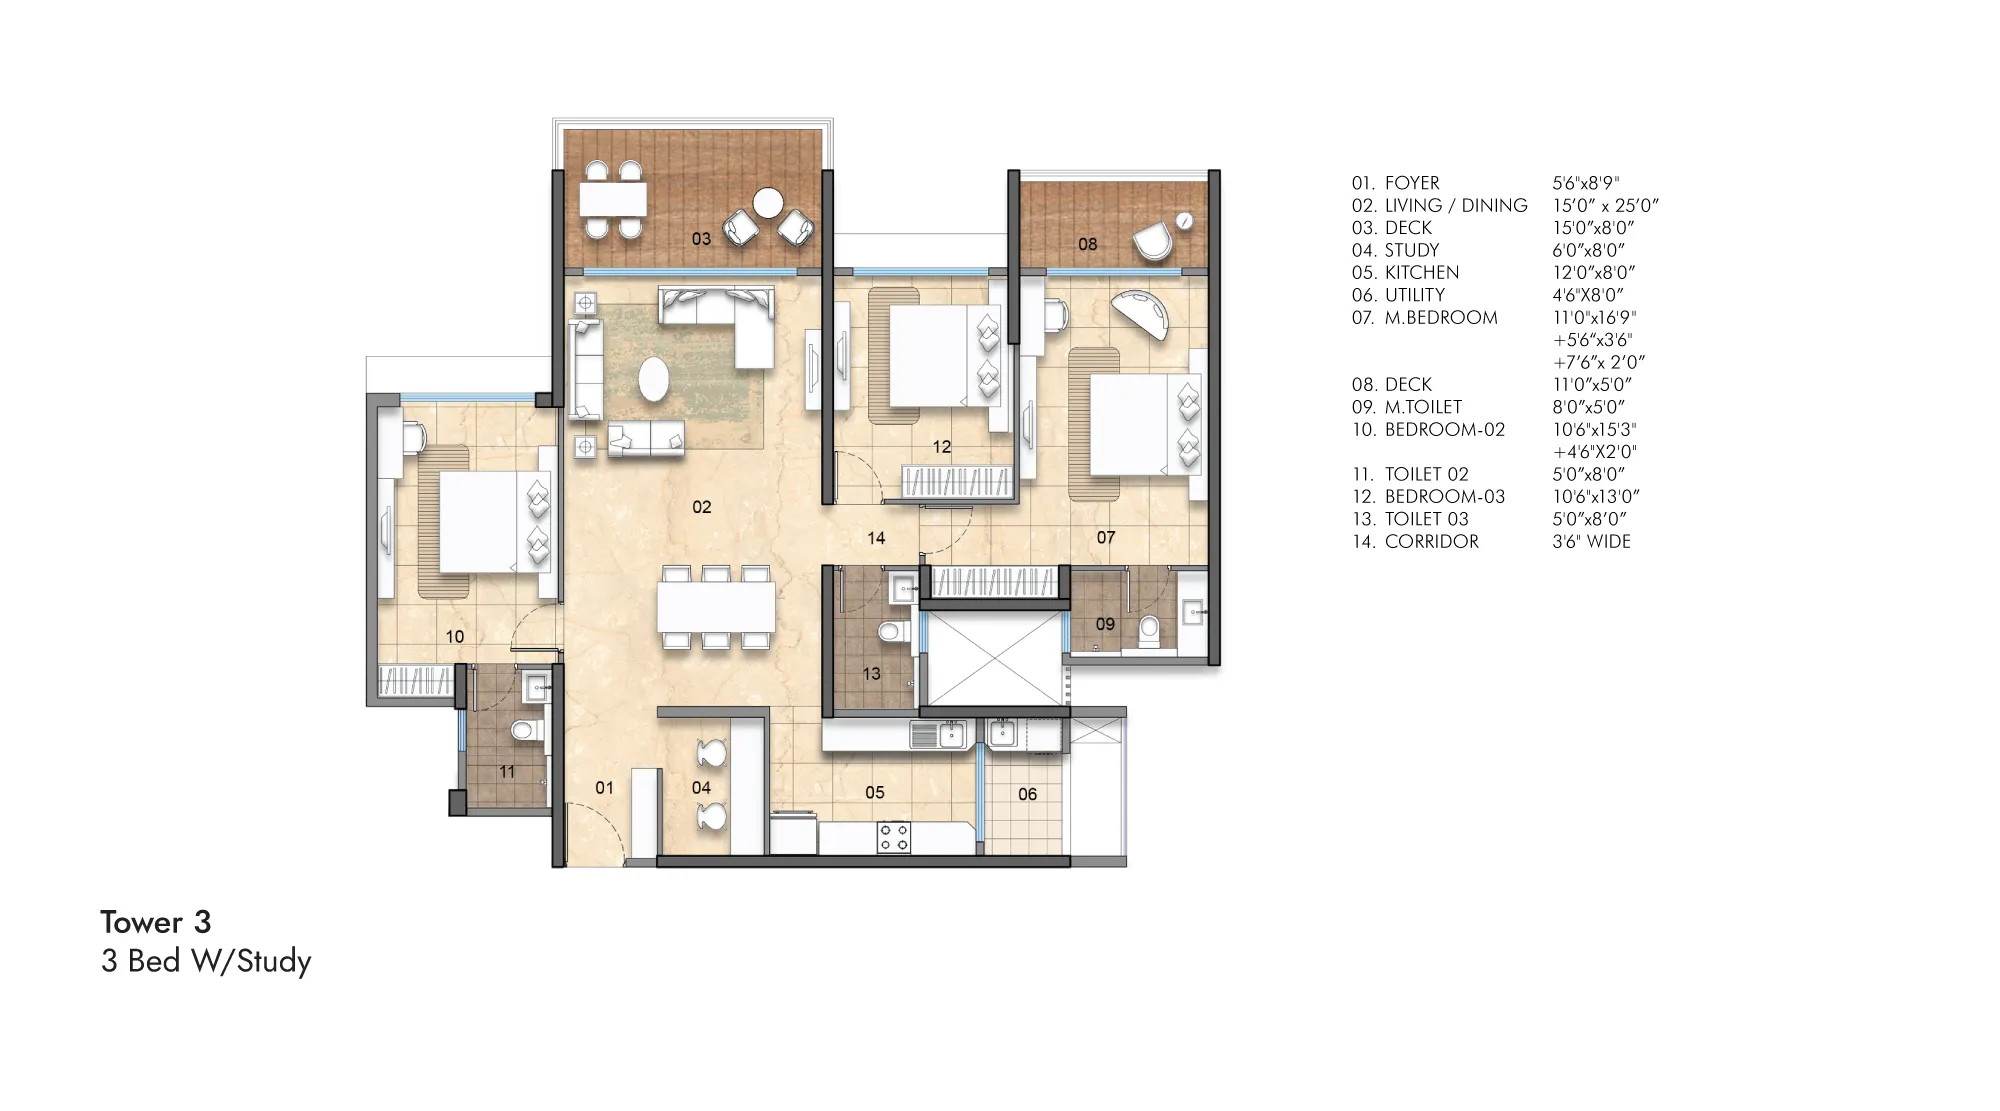 03
08
12
02
14
07
10
09
13
11
01
04
05
06
01. FOYER 5'6"x8'9"
02. LIVING / DINING 15’0” x 25’0”
03. DECK 15'0”x8'0”
04. STUDY 6'0”x8'0”
05. KITCHEN 12'0”x8'0”
06. UTILITY 4'6"X8'0”
07. M.BEDROOM 11'0"x16'9"
+5'6“x3'6"
+7’6”x 2’0”
08. DECK 11'0”x5'0”
09. M.TOILET 8'0”x5'0”
10. BEDROOM-02 10'6"x15'3"
+4'6"X2'0"
11. TOILET 02 5'0”x8'0”
12. BEDROOM-03 10'6"x13'0”
13. TOILET 03 5'0”x8’0”
14. CORRIDOR 3'6" WIDE
Tower 3
3 Bed W/Study